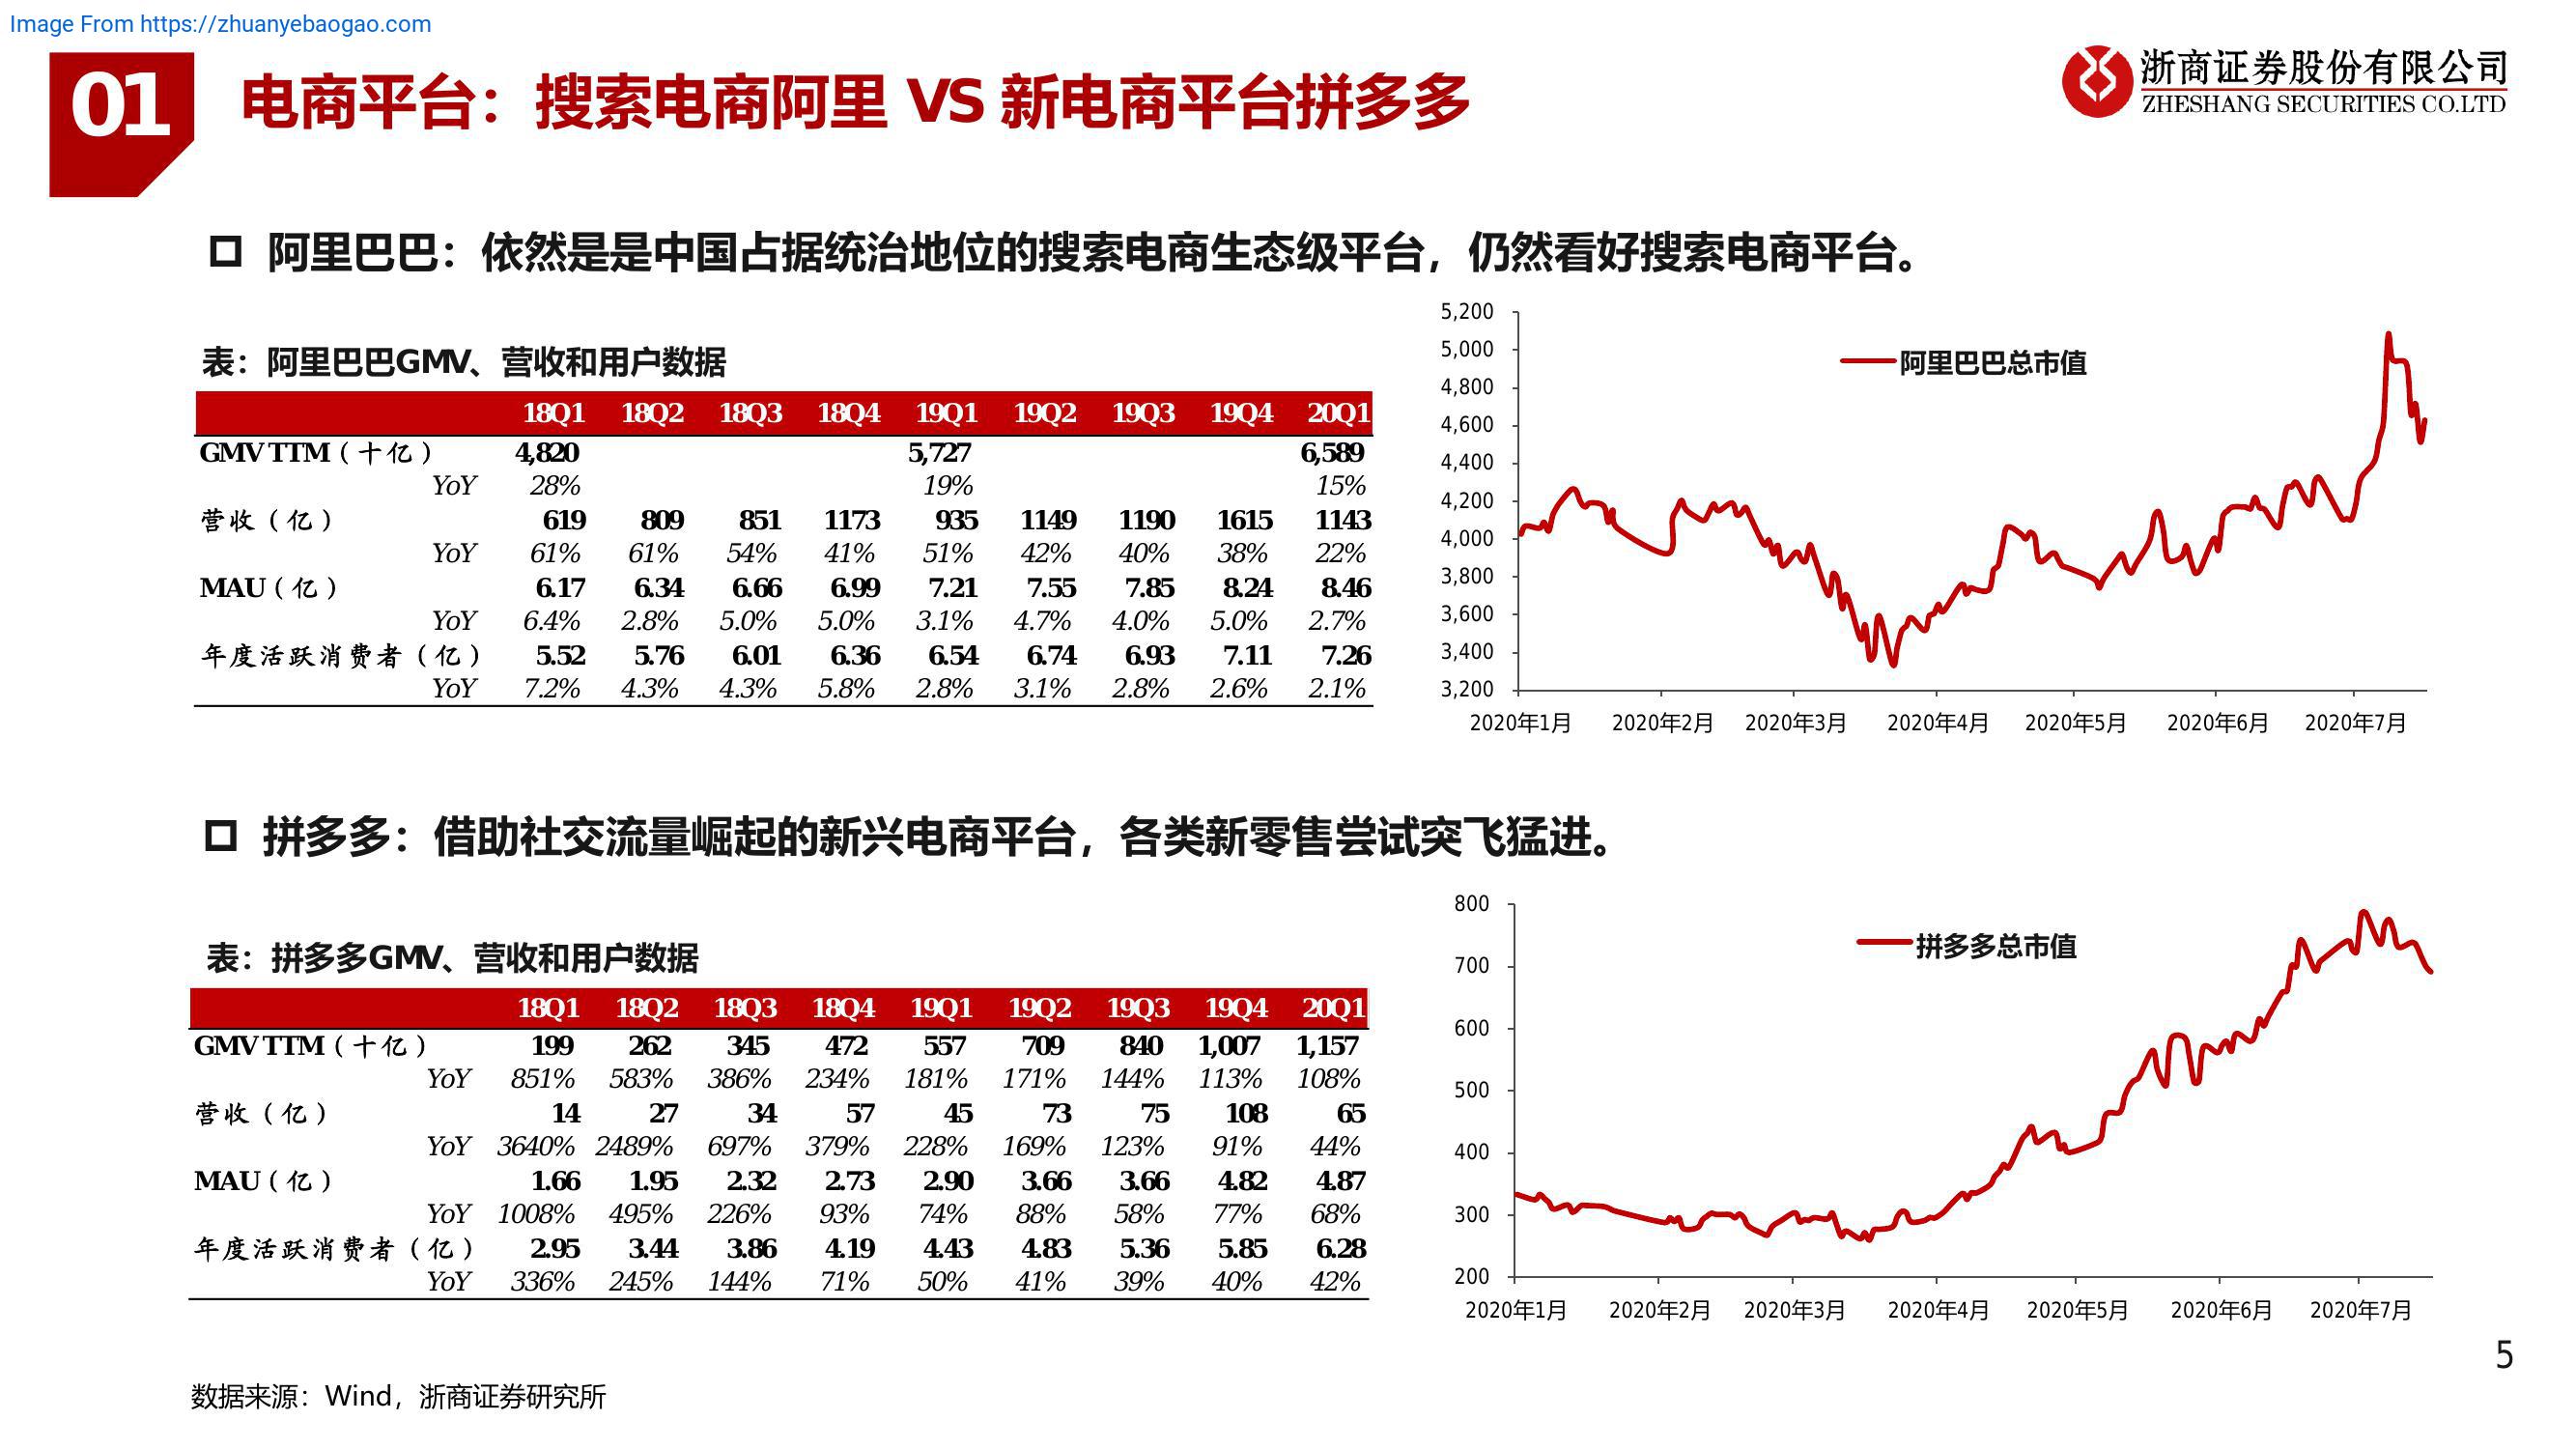 Image From https://zhuanyebaogao.com
01
电商平台：搜索电商阿里 VS 新电商平台拼多多
浙商证券股份有限公司
ZHESHANG SECURITIES CO.LTD
阿里巴巴：依然是是中国占据统治地位的搜索电商生态级平台，仍然看好搜索电商平台。
表：阿里巴巴GMV、营收和用户数据
18Q1 18Q2 18Q3 18Q4 19Q1 19Q2 19Q3 19Q4 20Q1
GMV TTM（十亿） 4,820 5,727 6,589
YoY 28% 19% 15%
营收（亿） 619 809 851 1173 935 1149 1190 1615 1143
YoY 61% 61% 54% 41% 51% 42% 40% 38% 22%
MAU（亿） 6.17 6.34 6.66 6.99 7.21 7.55 7.85 8.24 8.46
YoY 6.4% 2.8% 5.0% 5.0% 3.1% 4.7% 4.0% 5.0% 2.7%
年度活跃消费者（亿） 5.52 5.76 6.01 6.36 6.54 6.74 6.93 7.11 7.26
YoY 7.2% 4.3% 4.3% 5.8% 2.8% 3.1% 2.8% 2.6% 2.1%
阿里巴巴总市值
5,200
5,000
4,800
4,600
4,400
4,200
4,000
3,800
3,600
3,400
3,200
2020年1月 2020年2月 2020年3月 2020年4月 2020年5月 2020年6月 2020年7月
拼多多：借助社交流量崛起的新兴电商平台，各类新零售尝试突飞猛进。
表：拼多多GMV、营收和用户数据
18Q1 18Q2 18Q3 18Q4 19Q1 19Q2 19Q3 19Q4 20Q1
GMV TTM（十亿） 199 262 345 472 557 709 840 1,007 1,157
YoY 851% 583% 386% 234% 181% 171% 144% 113% 108%
营收（亿） 14 27 34 57 45 73 75 108 65
YoY 3640% 2489% 697% 379% 228% 169% 123% 91% 44%
MAU（亿） 1.66 1.95 2.32 2.73 2.90 3.66 3.66 4.82 4.87
YoY 1008% 495% 226% 93% 74% 88% 58% 77% 68%
年度活跃消费者（亿） 2.95 3.44 3.86 4.19 4.43 4.83 5.36 5.85 6.28
YoY 336% 245% 144% 71% 50% 41% 39% 40% 42%
拼多多总市值
800
700
600
500
400
300
200
2020年1月 2020年2月 2020年3月 2020年4月 2020年5月 2020年6月 2020年7月
5
数据来源：Wind，浙商证券研究所